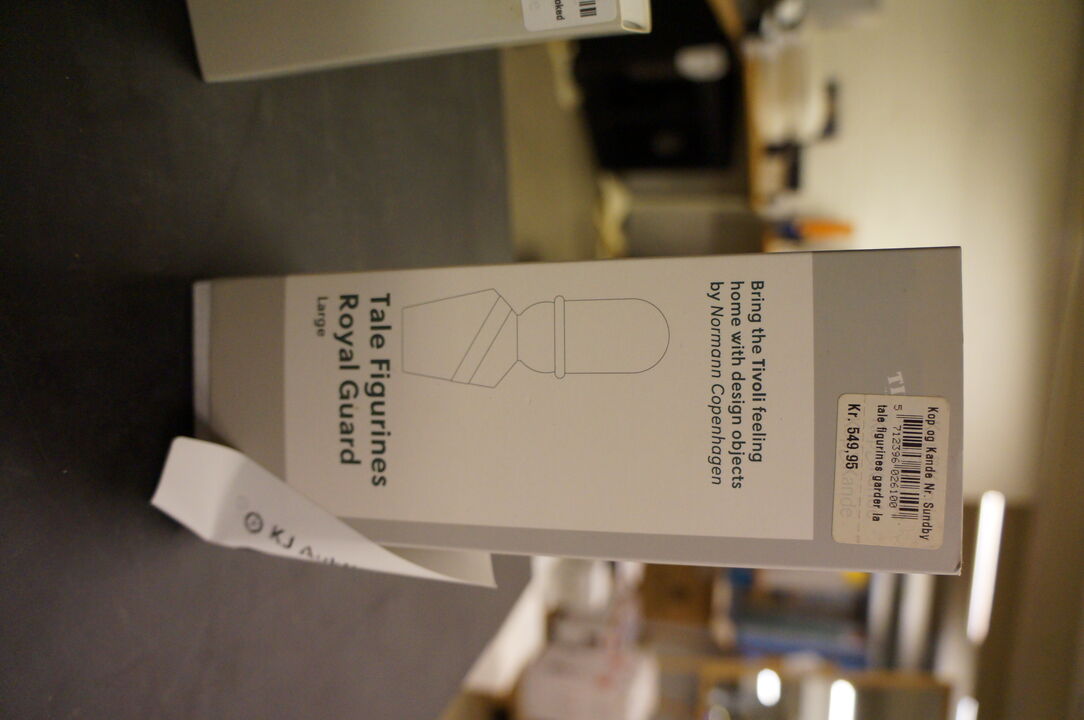 Kop og Kande Nr. Sundby
5 712396 026100
tale figurines garder la
Kr. 549,95
Bring the Tivoli feeling
home with design objects
by Normann Copenhagen
Tale Figurines
Royal Guard
Large
KJ